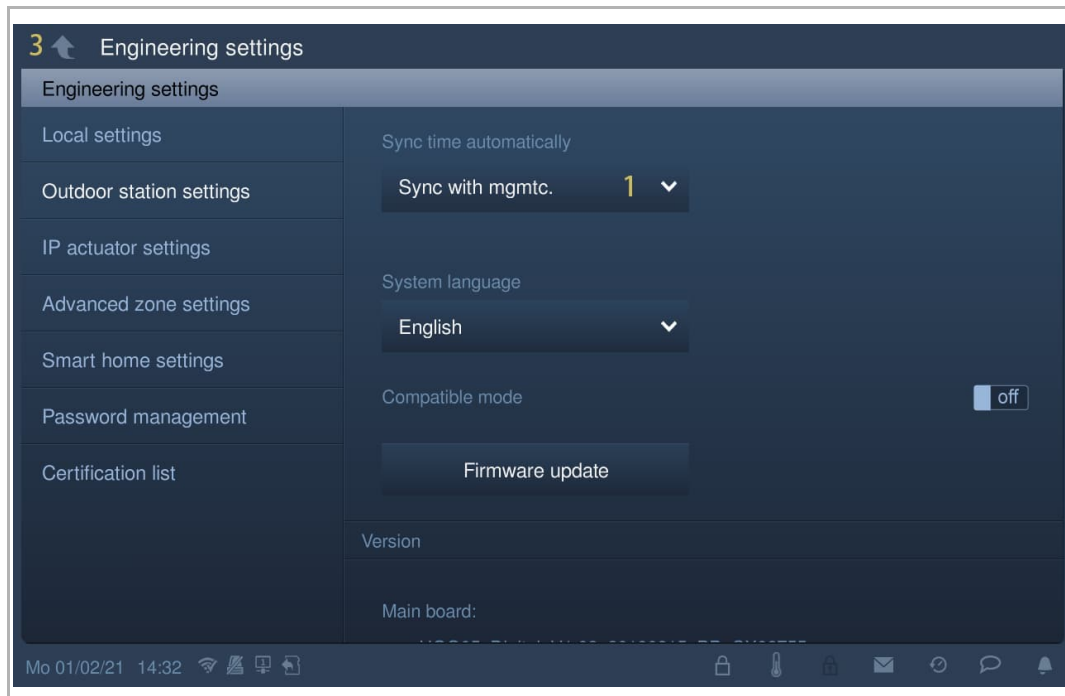 3 Engineering settings
Engineering settings
Local settings
Outdoor station settings
IP actuator settings
Advanced zone settings
Smart home settings
Password management
Certification list
Sync time automatically
Sync with mgmtc. 1
System language
English
Compatible mode
off
Firmware update
Version
Main board:
Mo 01/02/21 14:32